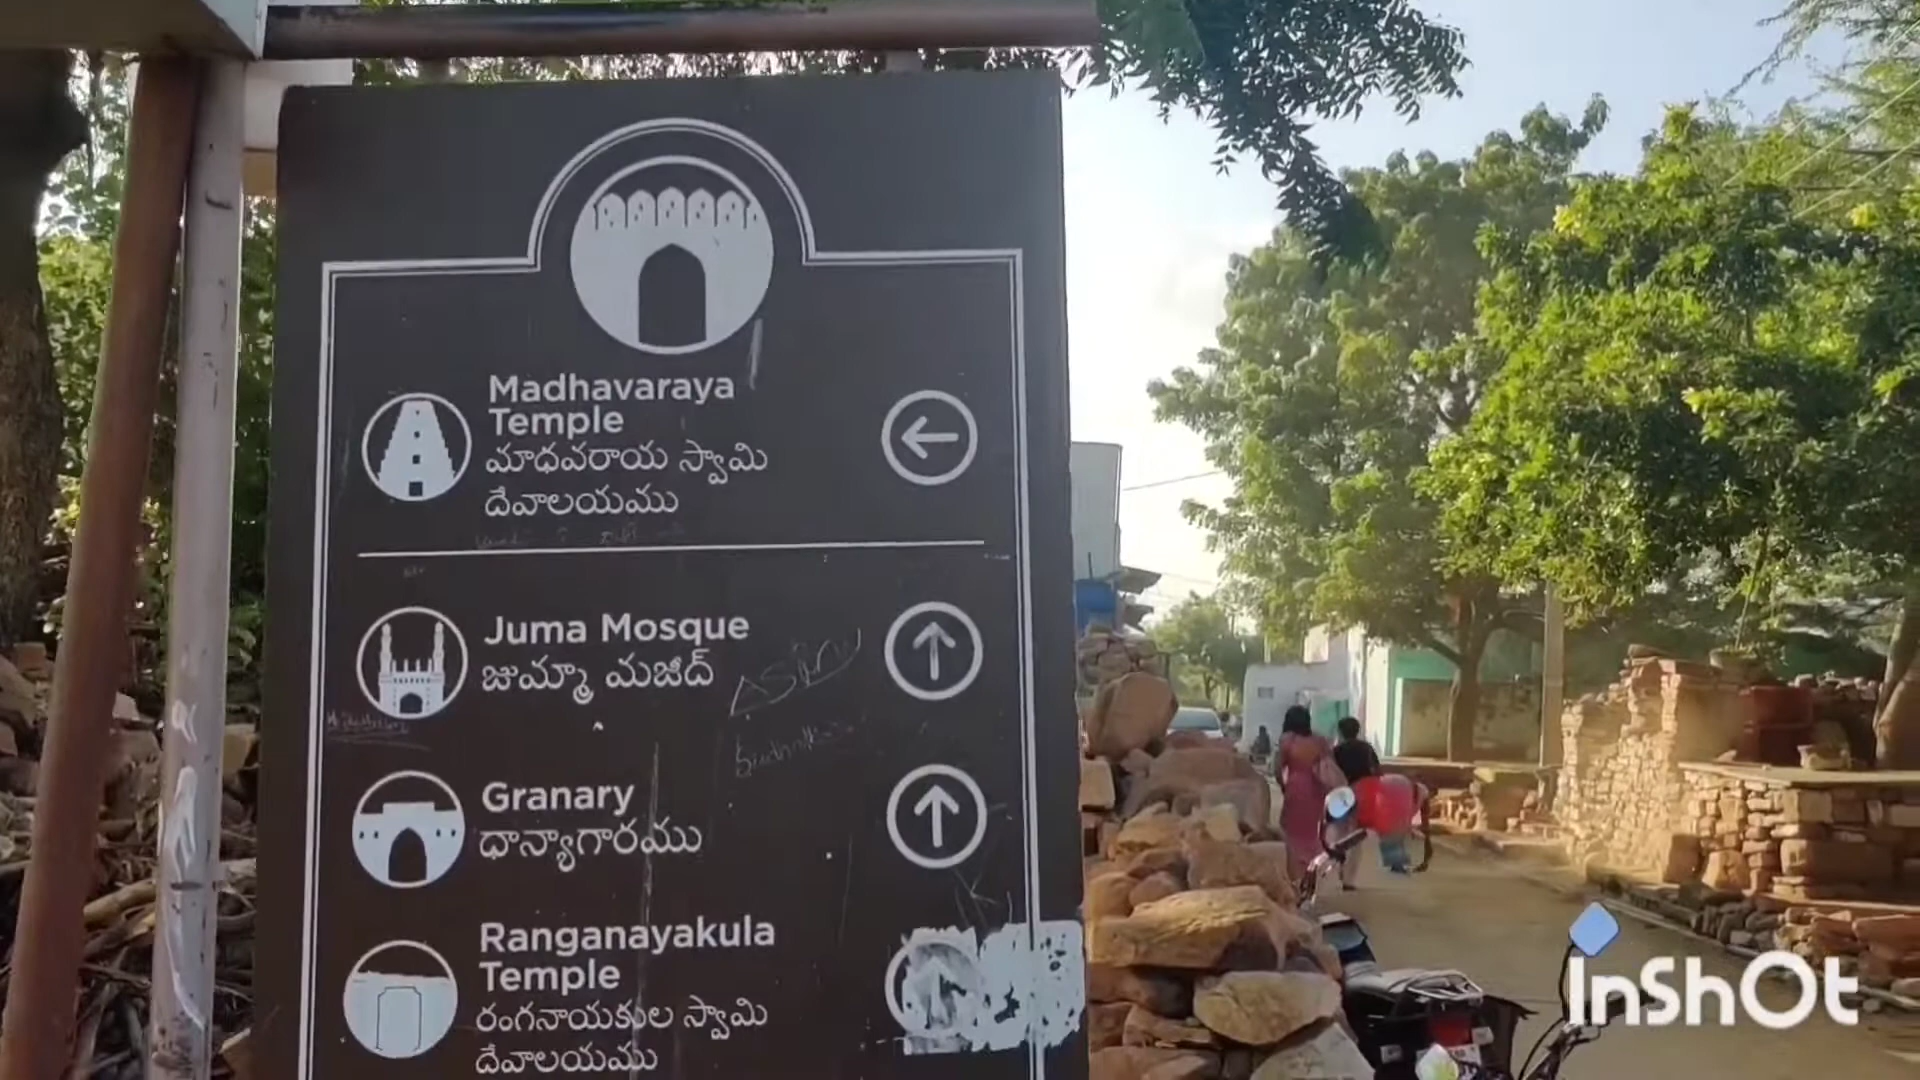 Madhavaraya
Temple
మాధవరాయ స్వామి
దేవాలయము
Juma Mosque
జుమ్మా మజీద్
Granary
ధాన్యాగారము
Ranganayakula
Temple
రంగనాయకుల స్వామి
దేవాలయము
InShOt